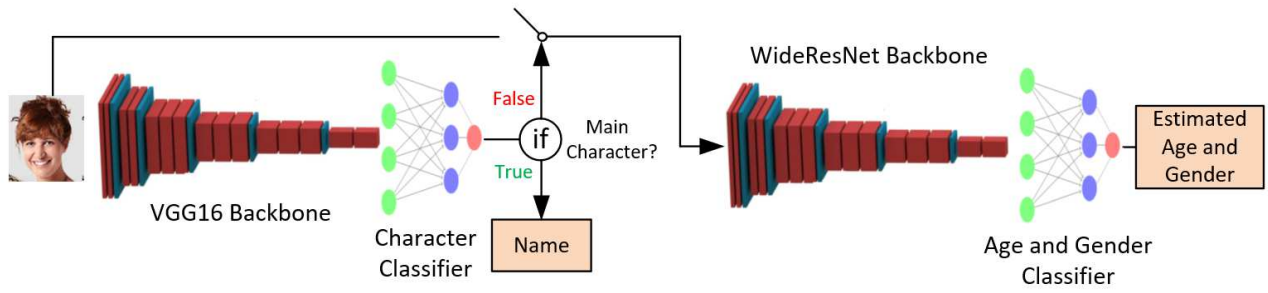 WideResNet Backbone
False
if
Main
Character?
True
VGG16 Backbone
Name
Character
Classifier
Estimated
Age and
Gender
Age and Gender
Classifier